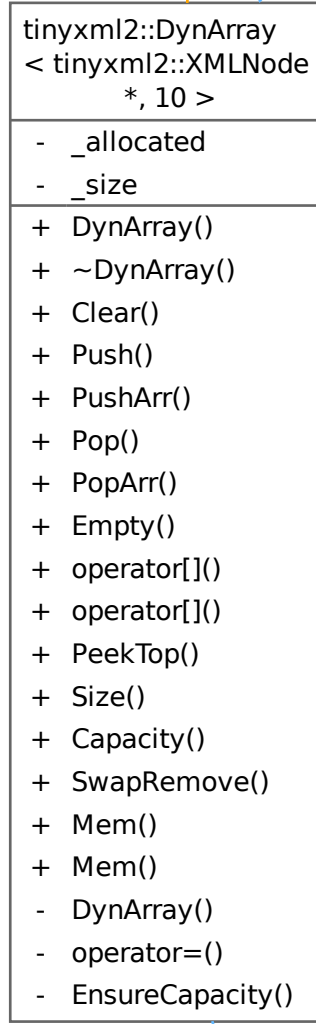 tinyxml2::DynArray
< tinyxml2::XMLNode
*, 10 >
- _allocated
- _size
+ DynArray()
+ ~DynArray()
+ Clear()
+ Push()
+ PushArr()
+ Pop()
+ PopArr()
+ Empty()
+ operator[]()
+ operator[]()
+ PeekTop()
+ Size()
+ Capacity()
+ SwapRemove()
+ Mem()
+ Mem()
- DynArray()
- operator=()
- EnsureCapacity()